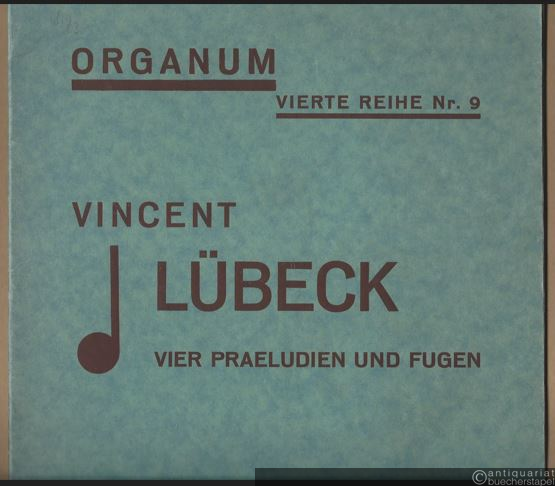 ORGANUM
VIERTE REIHE Nr. 9
VINCENT
LÜBECK
VIER PRAELUDIEN UND FUGEN
©antiquariat
buecherstapel